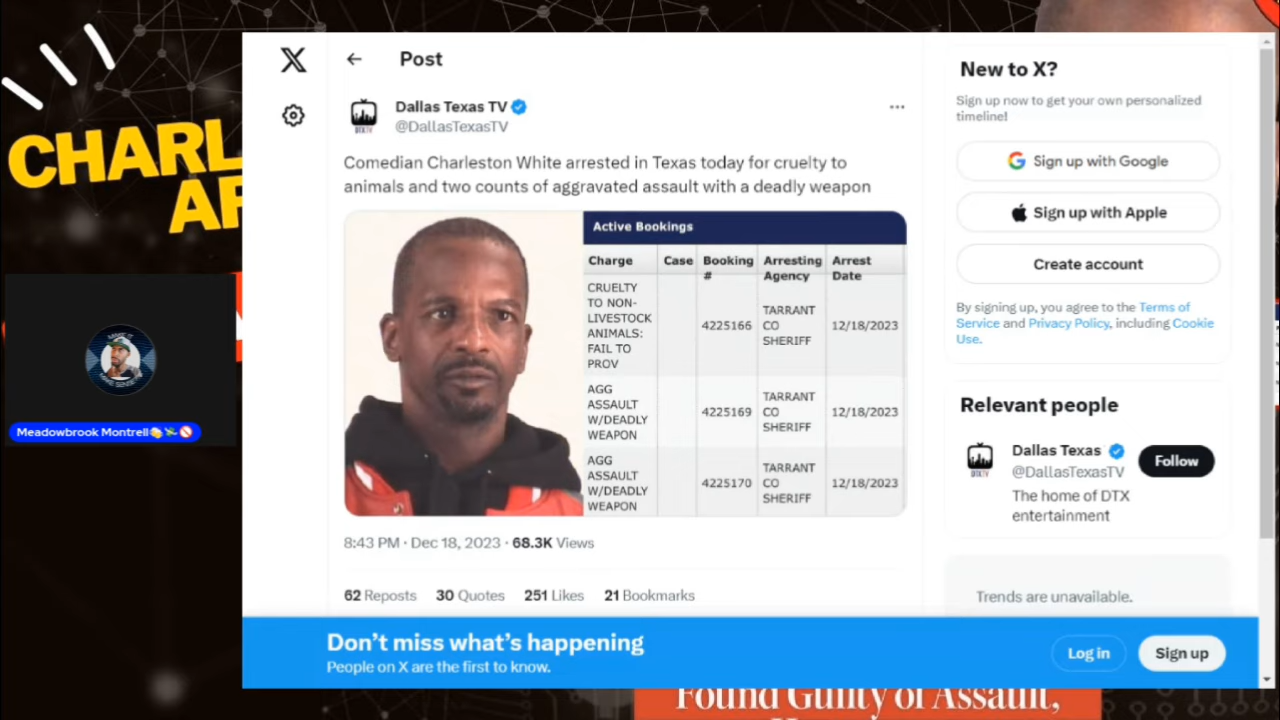 CHARL
AF
Meadowbrook Montrell
Post
Dallas Texas TV
@DallasTexasTV
Comedian Charleston White arrested in Texas today for cruelty to
animals and two counts of aggravated assault with a deadly weapon
Active Bookings
Charge Case Booking # Arresting Agency Arrest Date
CRUELTY
TO NON-
LIVESTOCK
ANIMALS:
FAIL TO
PROV
4225166
TARRANT
CO
SHERIFF
12/18/2023
AGG
ASSAULT
W/DEADLY
WEAPON
4225169
TARRANT
CO
SHERIFF
12/18/2023
AGG
ASSAULT
W/DEADLY
WEAPON
4225170
TARRANT
CO
SHERIFF
12/18/2023
8:43 PM · Dec 18, 2023 · 68.3K Views
62 Reposts 30 Quotes 251 Likes 21 Bookmarks
New to X?
Sign up now to get your own personalized
timeline!
Sign up with Google
Sign up with Apple
Create account
By signing up, you agree to the Terms of
Service and Privacy Policy, including Cookie
Use.
Relevant people
Dallas Texas
@DallasTexasTV
Follow
The home of DTX
entertainment
Trends are unavailable.
Don't miss what's happening
People on X are the first to know.
Log in
Sign up
Found Guilty of Assault,